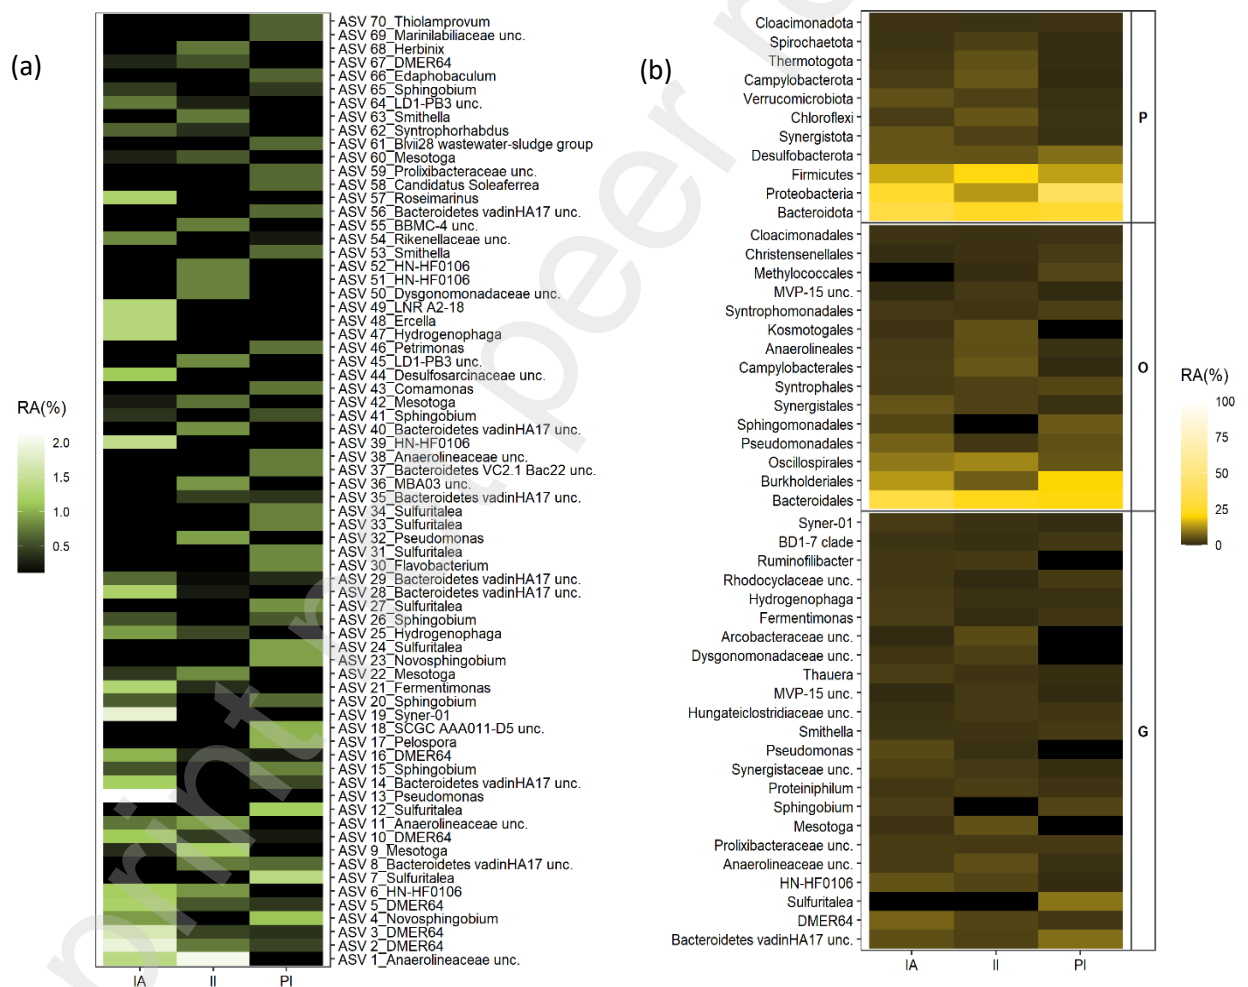 (a)
RA(%)
2.0
1.5
1.0
0.5
ASV 70_Thiolamprovum
ASV 69_Marinilabiliaceae unc.
ASV 68_Herbinix
ASV 67_DMER64
ASV 66_Edaphobaculum
ASV 65_Sphingobium
ASV 64_LD1-PB3 unc.
ASV 63_Smithella
ASV 62_Syntrophorhabdus
ASV 61_Blvii28 wastewater-sludge group
ASV 60_Mesotoga
ASV 59_Prolixibacteraceae unc.
ASV 58_Candidatus Soleaferrea
ASV 57_Roseimarinus
ASV 56_Bacteroidetes vadinHA17 unc.
ASV 55_BBMC-4 unc.
ASV 54_Rikenellaceae unc.
ASV 53_Smithella
ASV 52_HN-HF0106
ASV 51_HN-HF0106
ASV 50_Dysgonomonadaceae unc.
ASV 49_LNR A2-18
ASV 48_Ercella
ASV 47_Hydrogenophaga
ASV 46_Petrimonas
ASV 45_LD1-PB3 unc.
ASV 44_Desulfosarcinaceae unc.
ASV 43_Comamonas
ASV 42_Mesotoga
ASV 41_Sphingobium
ASV 40_Bacteroidetes vadinHA17 unc.
ASV 39_HN-HF0106
ASV 38_Anaerolineaceae unc.
ASV 37_Bacteroidetes VC2.1 Bac22 unc.
ASV 36_MBA03 unc.
ASV 35_Bacteroidetes vadinHA17 unc.
ASV 34_Sulfuritalea
ASV 33_Sulfuritalea
ASV 32_Pseudomonas
ASV 31_Sulfuritalea
ASV 30_Flavobacterium
ASV 29_Bacteroidetes vadinHA17 unc.
ASV 28_Bacteroidetes vadinHA17 unc.
ASV 27_Sulfuritalea
ASV 26_Sphingobium
ASV 25_Hydrogenophaga
ASV 24_Sulfuritalea
ASV 23_Novosphingobium
ASV 22_Mesotoga
ASV 21_Fermentimonas
ASV 20_Sphingobium
ASV 19_Syner-01
ASV 18_SCGC AAA011-D5 unc.
ASV 17_Pelospora
ASV 16_DMER64
ASV 15_Sphingobium
ASV 14_Bacteroidetes vadinHA17 unc.
ASV 13_Pseudomonas
ASV 12_Sulfuritalea
ASV 11_Anaerolineaceae unc.
ASV 10_DMER64
ASV 9_Mesotoga
ASV 8_Bacteroidetes vadinHA17 unc.
ASV 7_Sulfuritalea
ASV 6_HN-HF0106
ASV 5_DMER64
ASV 4_Novosphingobium
ASV 3_DMER64
ASV 2_DMER64
ASV 1_Anaerolineaceae unc.
IA II PI
(b)
Cloacimonadota
Spirochaetota
Thermotogota
Campylobacterota
Verrucomicrobiota
Chloroflexi
Synergistota
Desulfobacterota
Firmicutes
Proteobacteria
Bacteroidota
P
Cloacimonadales
Christensenellales
Methylococcales
MVP-15 unc.
Syntrophomonadales
Kosmotogales
Anaerolineales
Campylobacterales
Syntrophales
Synergistales
Sphingomonadales
Pseudomonadales
Oscillospirales
Burkholderiales
Bacteroidales
O
Syner-01
BD1-7 clade
Ruminofilibacter
Rhodocyclaceae unc.
Hydrogenophaga
Fermentimonas
Arcobacteraceae unc.
Dysgonomonadaceae unc.
Thauera
MVP-15 unc.
Hungateiclostridiaceae unc.
Smithella
Pseudomonas
Synergistaceae unc.
Proteiniphilum
Sphingobium
Mesotoga
Prolixibacteraceae unc.
Anaerolineaceae unc.
HN-HF0106
Sulfuritalea
DMER64
Bacteroidetes vadinHA17 unc.
G
IA II PI
RA(%)
100
75
50
25
0
print
peer